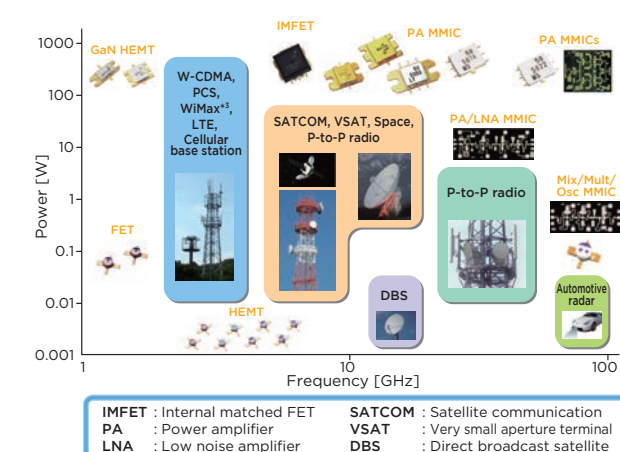 IMFET
PA MMIC
PA MMICs
GaN HEMT
1000
100
10
1
0.1
0.01
0.001
Power [W]
W-CDMA,
PCS,
WiMax*3,
LTE,
Cellular
base station
SATCOM, VSAT, Space,
P-to-P radio
PA/LNA MMIC
P-to-P radio
Mix/Mult/
Osc MMIC
FET
HEMT
DBS
Automotive
radar
1
10
100
Frequency [GHz]
IMFET : Internal matched FET
PA : Power amplifier
LNA : Low noise amplifier
SATCOM : Satellite communication
VSAT : Very small aperture terminal
DBS : Direct broadcast satellite